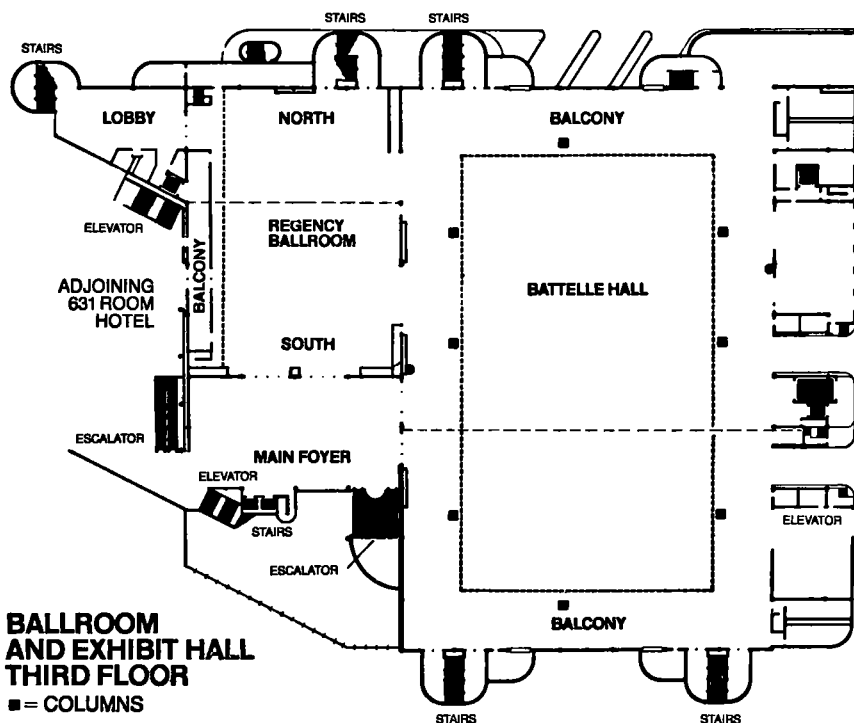 STAIRS
STAIRS
STAIRS
LOBBY
NORTH
BALCONY
ELEVATOR
REGENCY
BALLROOM
BALCONY
ADJOINING
631 ROOM
HOTEL
BATTELLE HALL
SOUTH
ESCALATOR
MAIN FOYER
ELEVATOR
STAIRS
ELEVATOR
ESCALATOR
BALLROOM
AND EXHIBIT HALL
THIRD FLOOR
= COLUMNS
BALCONY
STAIRS
STAIRS